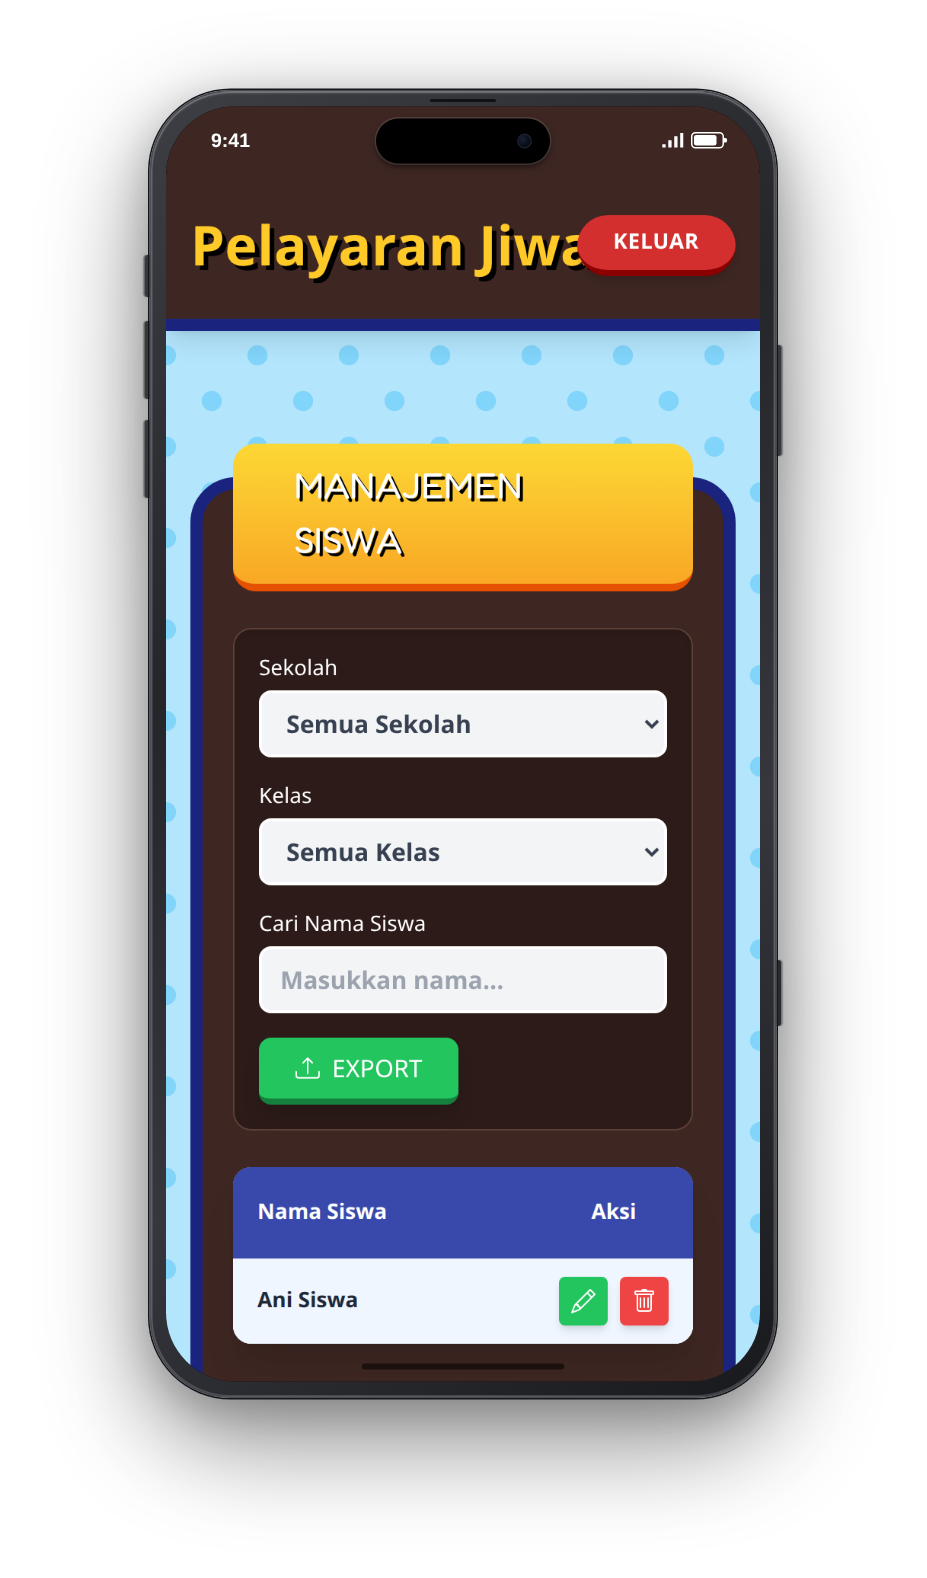 9:41
Pelayaran Jiwa
KELUAR
MANAJEMEN
SISWA
Sekolah
Semua Sekolah
Kelas
Semua Kelas
Cari Nama Siswa
Masukkan nama...
EXPORT
Nama Siswa Aksi
Ani Siswa